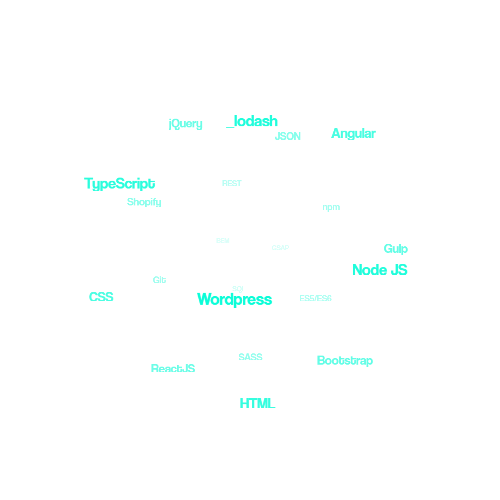 _lodash
jQuery
Angular
JSON
TypeScript
REST
Shopify
npm
Gulp
Node JS
Git
CSS
Wordpress
ES5/ES6
SASS
Bootstrap
ReactJS
HTML